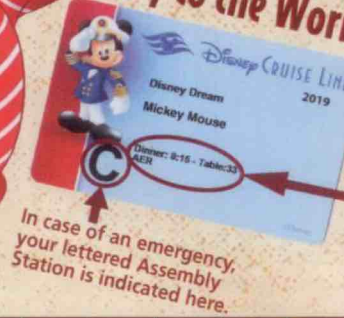 to the Wor
Disney CRUISE LINE
Disney Dream
2019
Mickey Mouse
C
Dinner: 8:15 - Table:33
AER
In case of an emergency,
your lettered Assembly
Station is indicated here.